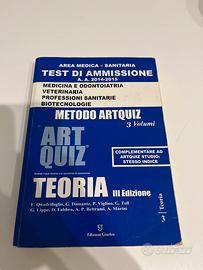 AREA MEDICA - SANITARIA
TEST DI AMMISSIONE
A. A. 2014-2015
MEDICINA E ODONTOIATRIA
VETERINARIA
PROFESSIONI SANITARIE
BIOTECNOLOGIE
METODO ARTQUIZ
3 Volumi
ART
QUIZ
COMPLEMENTARE AD
ARTQUIZ STUDIO:
STESSO INDICE
TEORIA III Edizione
F. Quadrifoglio, G. Damante, P. Viglino, G. Tell
G. Lippe, D. Fabbro, A. P. Beltrami, A. Marini
Edizioni Giuelen
Teoria
3